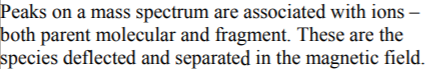 Peaks on a mass spectrum are associated with ions –
both parent molecular and fragment. These are the
species deflected and separated in the magnetic field.